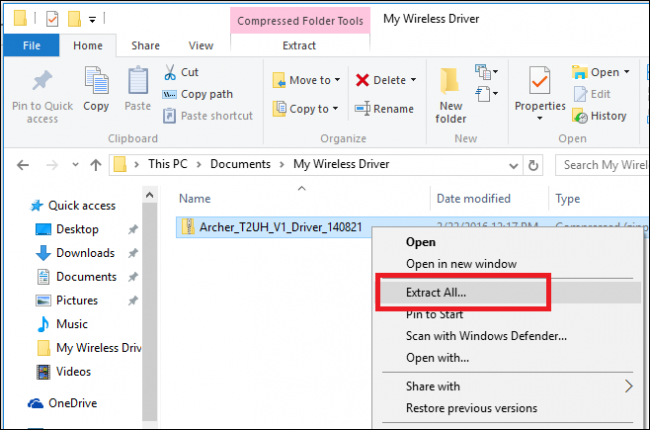 Compressed Folder Tools
My Wireless Driver
File
Home
Share
View
Extract
Pin to Quick access
Copy
Paste
Cut
Copy path
Paste shortcut
Clipboard
Move to
Copy to
Delete
Rename
Organize
New folder
New
Properties
Open
Edit
History
Open
This PC > Documents > My Wireless Driver
Search My Wirel
Name
Date modified
Type
Quick access
Desktop
Downloads
Documents
Pictures
Music
My Wireless Driv
Videos
OneDrive
Archer_T2UH_V1_Driver_140821
Open
Open in new window
Extract All...
Pin to Start
Scan with Windows Defender...
Open with...
Share with
Restore previous versions